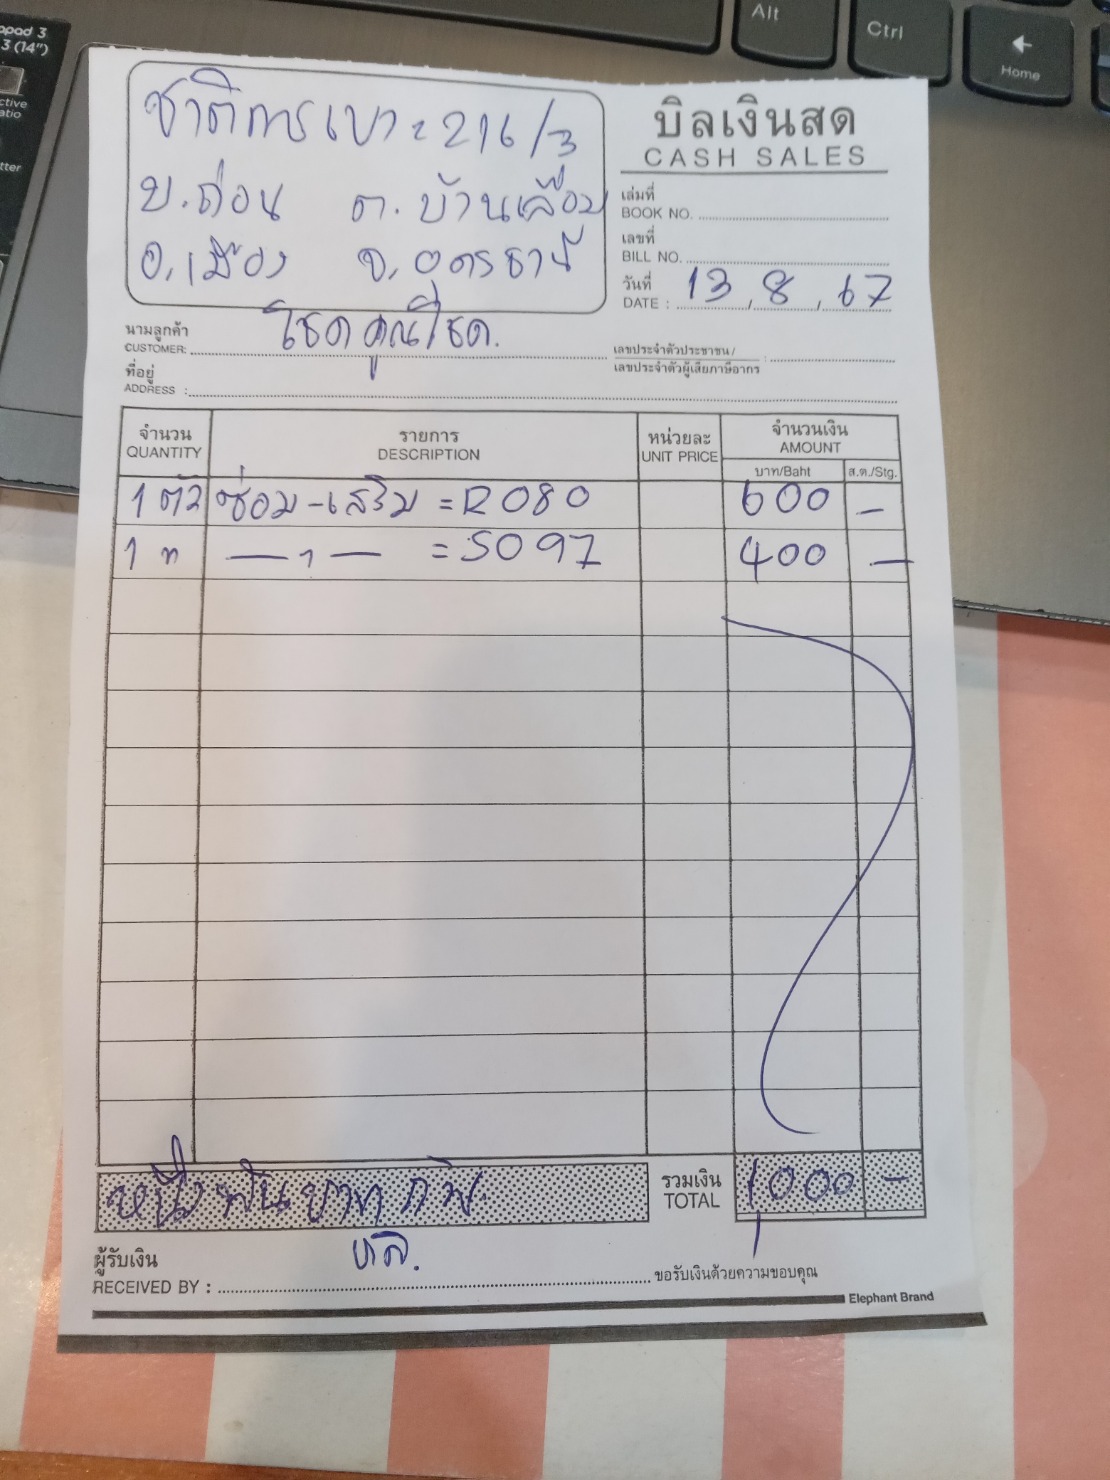 pad 3
3 (14")
Alt
Ctrl
Home
ชาติการเบาะ 216/3
บ.ถ่อน ต.บ้านเลื่อม
อ.เมือง จ.อุดรธานี
บิลเงินสด
CASH SALES
เล่มที่
BOOK NO.
เลขที่
BILL NO.
วันที่
DATE : 13, 8, 67
นามลูกค้า
CUSTOMER: โชคคูณโชค.
เลขประจำตัวประชาชน/
เลขประจำตัวผู้เสียภาษีอากร :
ที่อยู่
ADDRESS :
จำนวน รายการ หน่วยละ จำนวนเงิน
QUANTITY DESCRIPTION UNIT PRICE AMOUNT
บาท/Baht ส.ต./Stg.
1 ตัว ซ่อม-เสริม = R080 600 –
1 " — " — = S097 400 —
หนึ่งพันบาท
รวมเงิน
TOTAL 1000 –
ผู้รับเงิน
RECEIVED BY :
ขอรับเงินด้วยความขอบคุณ
Elephant Brand